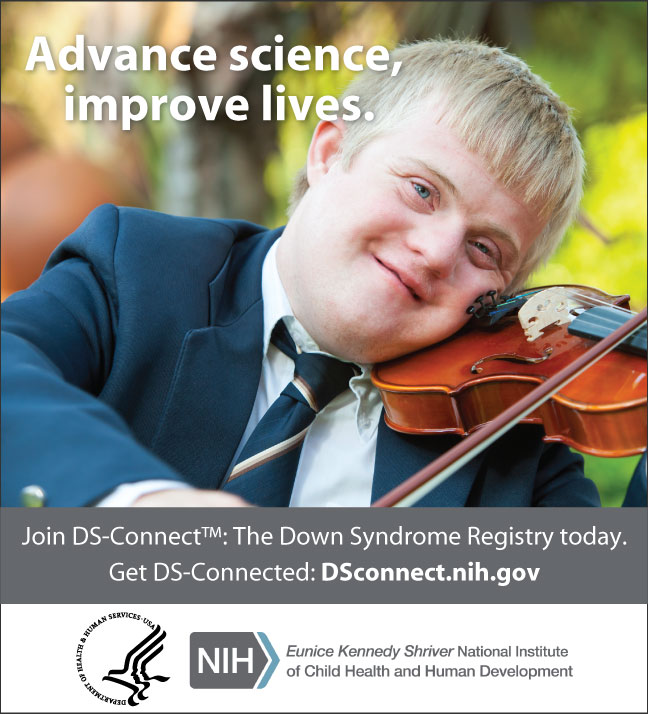 Advance science,
improve lives.
Join DS-Connect™: The Down Syndrome Registry today.
Get DS-Connected: DSconnect.nih.gov
DEPARTMENT OF HEALTH & HUMAN SERVICES·USA
NIH
Eunice Kennedy Shriver National Institute
of Child Health and Human Development